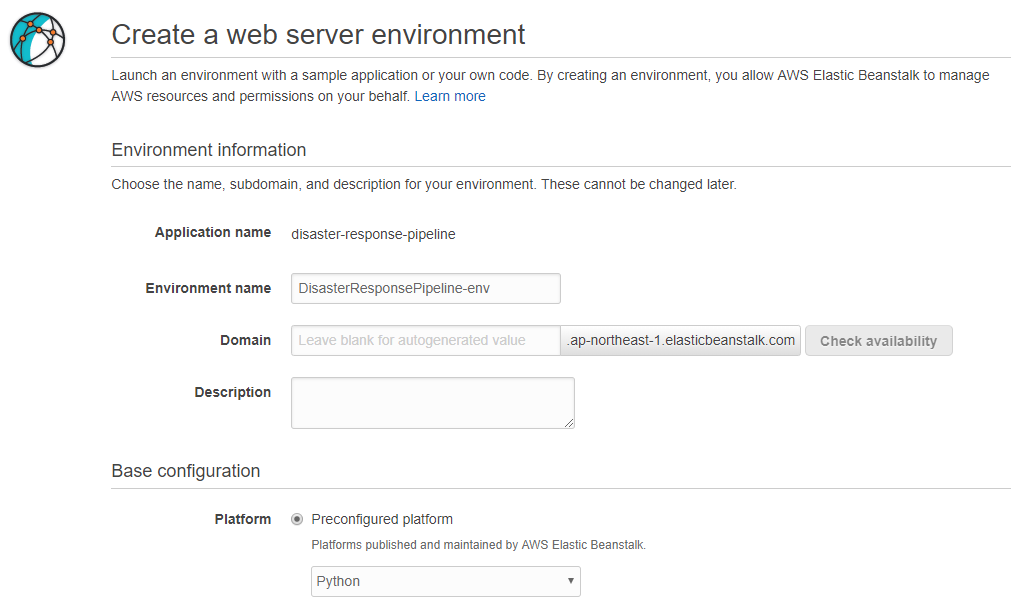 Create a web server environment
Launch an environment with a sample application or your own code. By creating an environment, you allow AWS Elastic Beanstalk to manage
AWS resources and permissions on your behalf. Learn more
Environment information
Choose the name, subdomain, and description for your environment. These cannot be changed later.
Application name disaster-response-pipeline
Environment name DisasterResponsePipeline-env
Domain Leave blank for autogenerated value .ap-northeast-1.elasticbeanstalk.com Check availability
Description
Base configuration
Platform Preconfigured platform
Platforms published and maintained by AWS Elastic Beanstalk.
Python